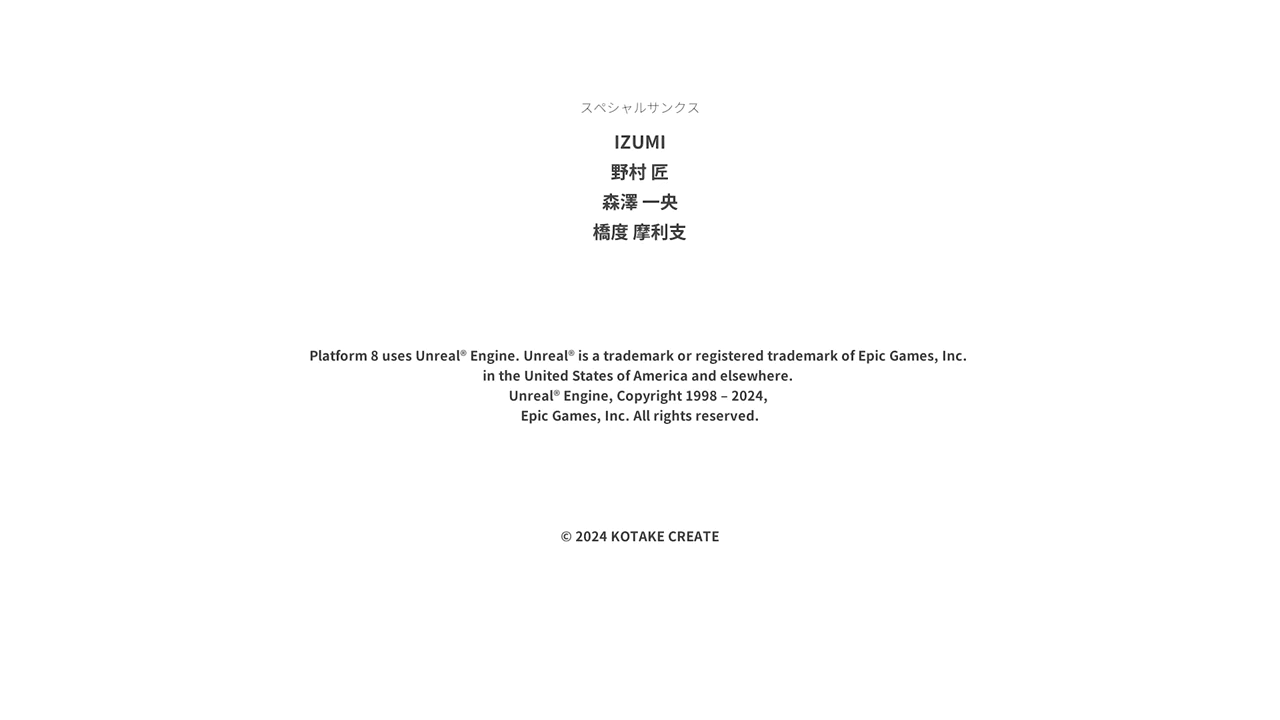 スペシャルサンクス
IZUMI
野村 匠
森澤 一央
橋度 摩利支
Platform 8 uses Unreal® Engine. Unreal® is a trademark or registered trademark of Epic Games, Inc.
in the United States of America and elsewhere.
Unreal® Engine, Copyright 1998 – 2024,
Epic Games, Inc. All rights reserved.
© 2024 KOTAKE CREATE